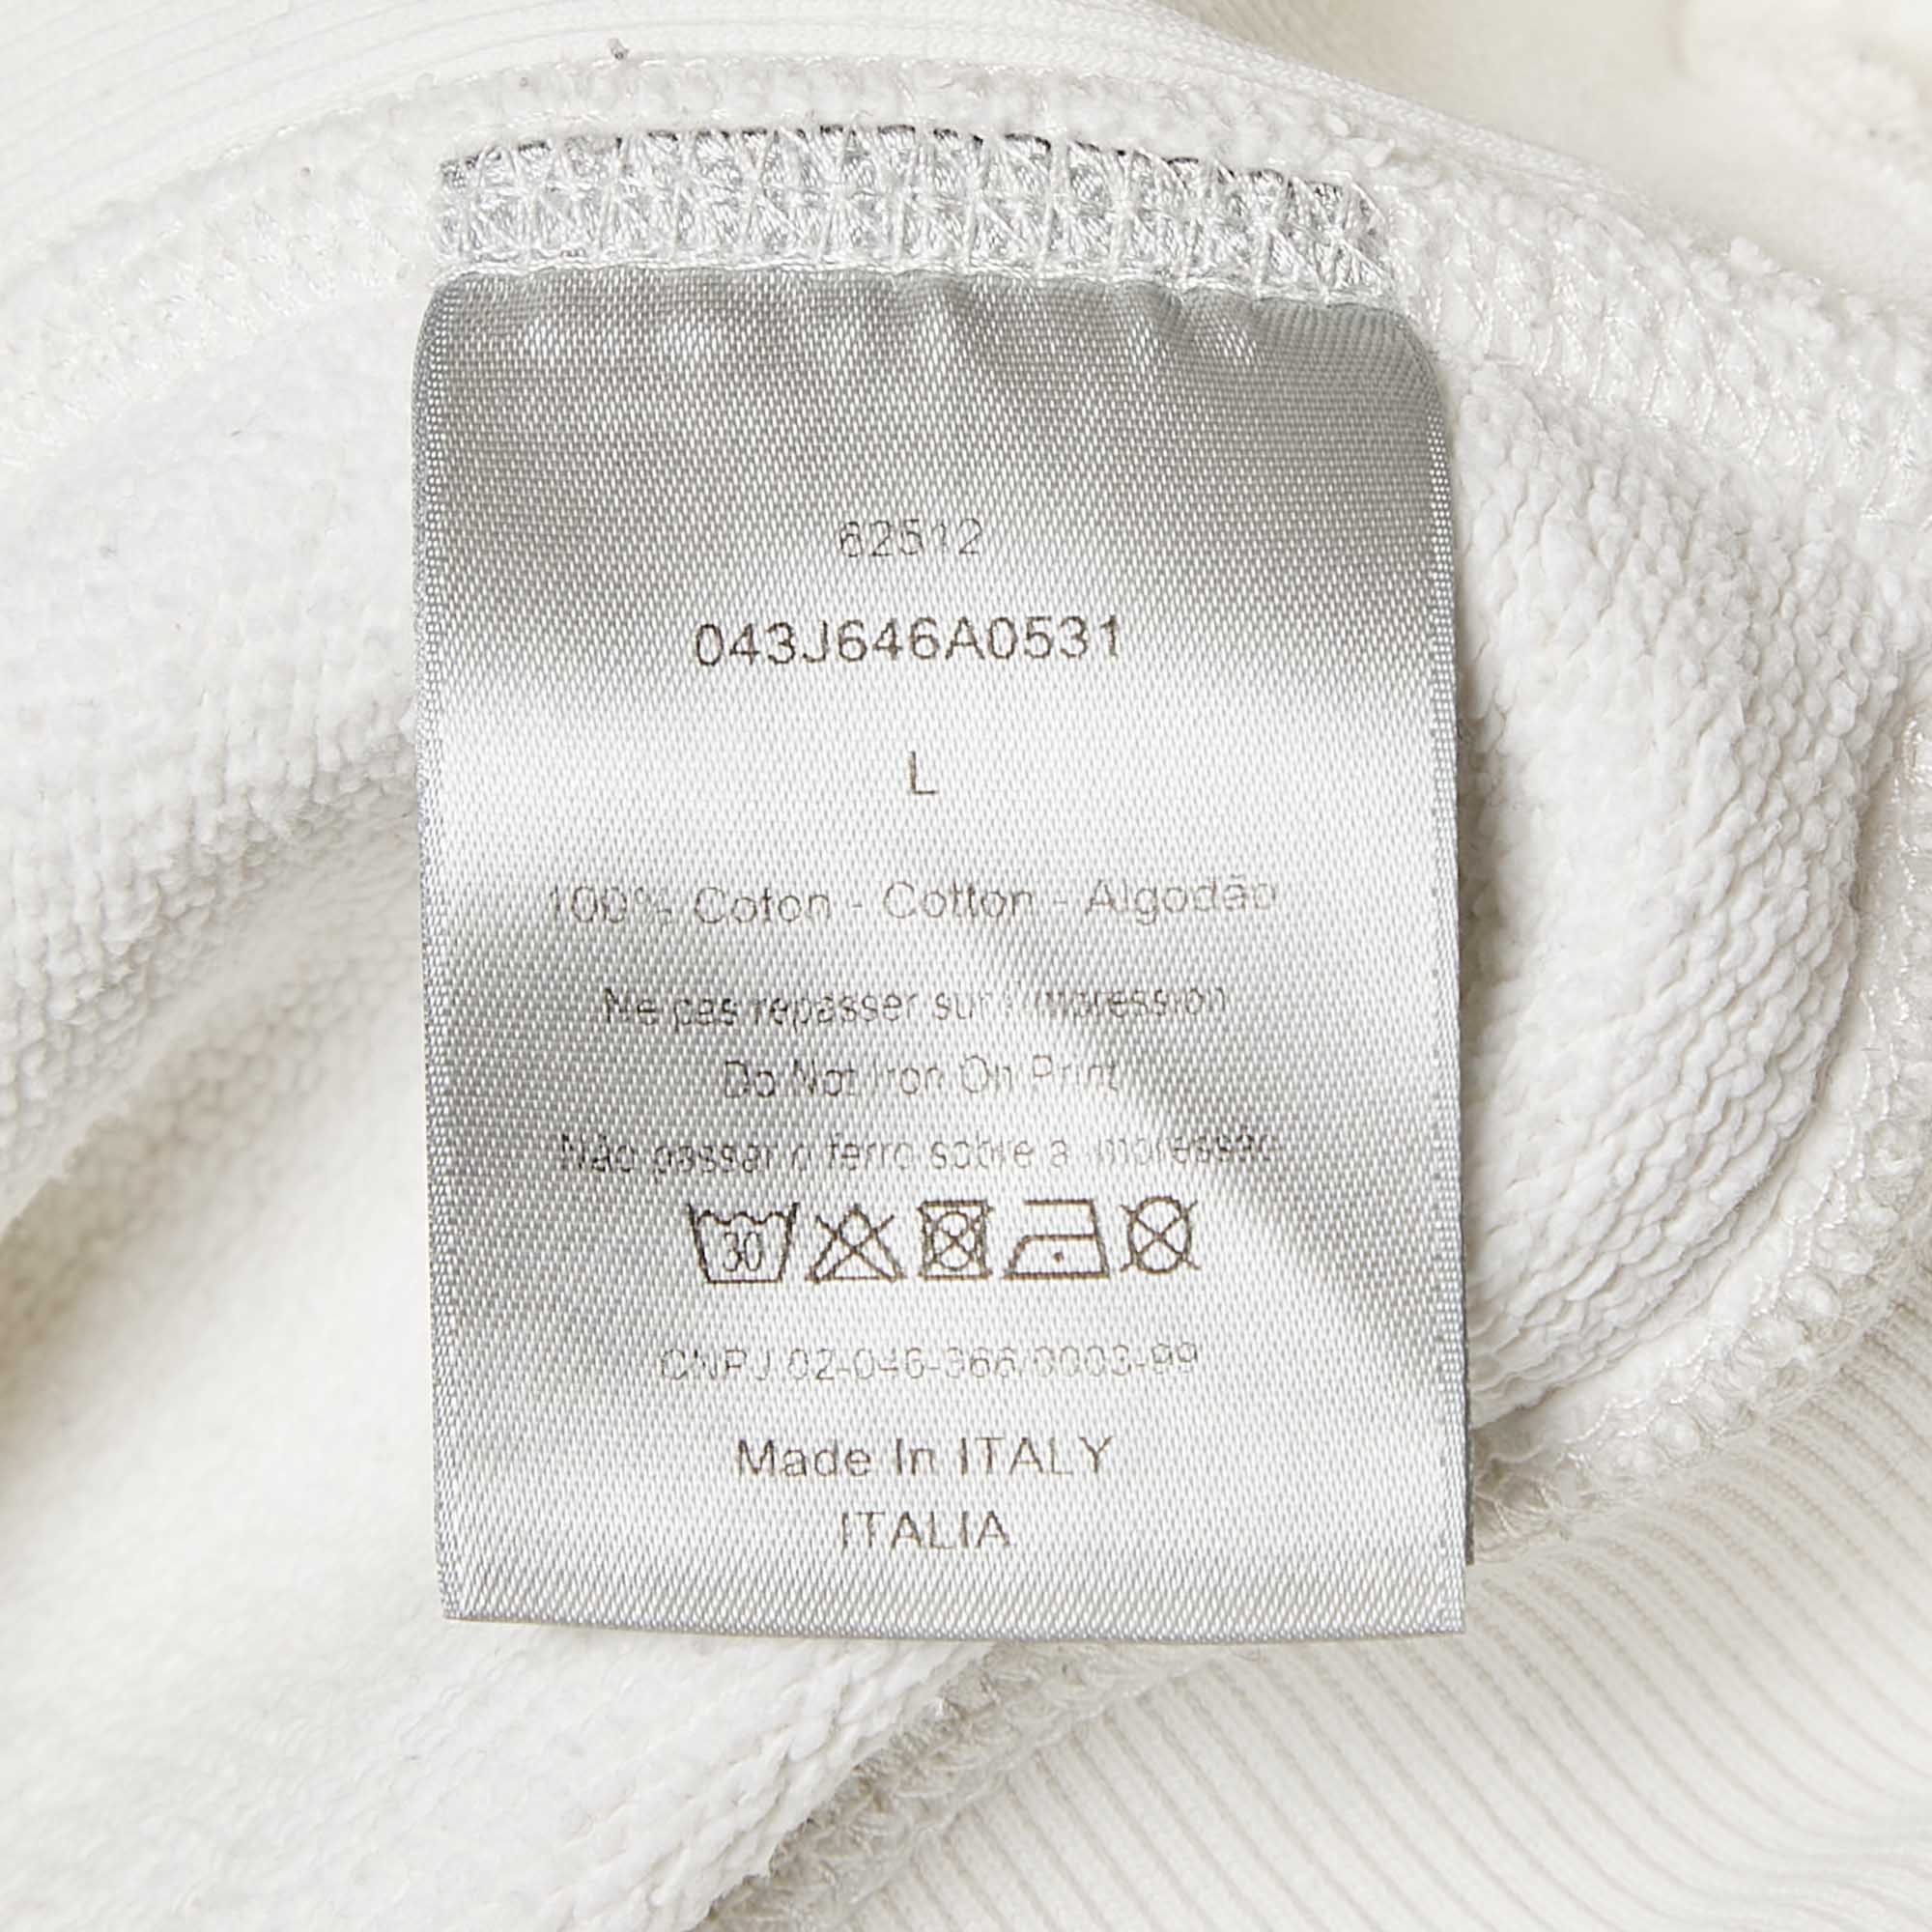 62512
043J646A0531
L
100% Coton - Cotton - Algodão
Ne pas repasser sur l'impression
Do Not Iron On Print
Não passar o ferro sobre a impressão
30
CNPJ 02-046-366/0003-99
Made In ITALY
ITALIA